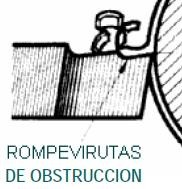 ROMPEVIRUTAS
DE OBSTRUCCION